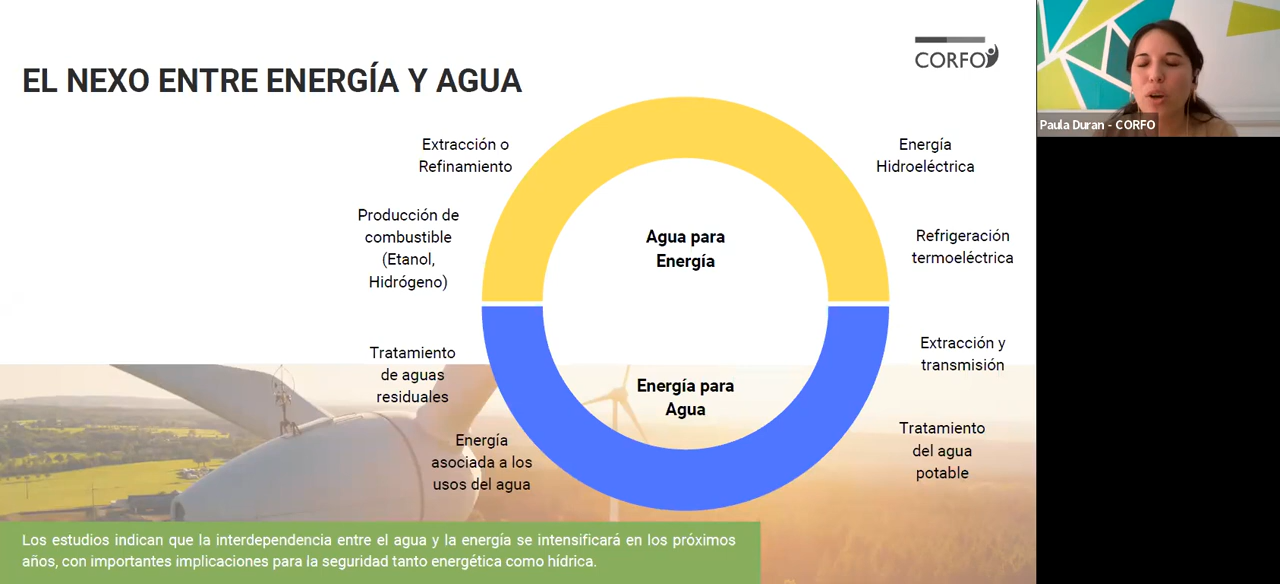 EL NEXO ENTRE ENERGÍA Y AGUA
CORFO
Paula Duran - CORFO
Extracción o
Refinamiento
Energía
Hidroeléctrica
Producción de
combustible
(Etanol,
Hidrógeno)
Agua para
Energía
Refrigeración
termoeléctrica
Tratamiento
de aguas
residuales
Extracción y
transmisión
Energía para
Agua
Energía
asociada a los
usos del agua
Tratamiento
del agua
potable
Los estudios indican que la interdependencia entre el agua y la energía se intensificará en los próximos
años, con importantes implicaciones para la seguridad tanto energética como hídrica.